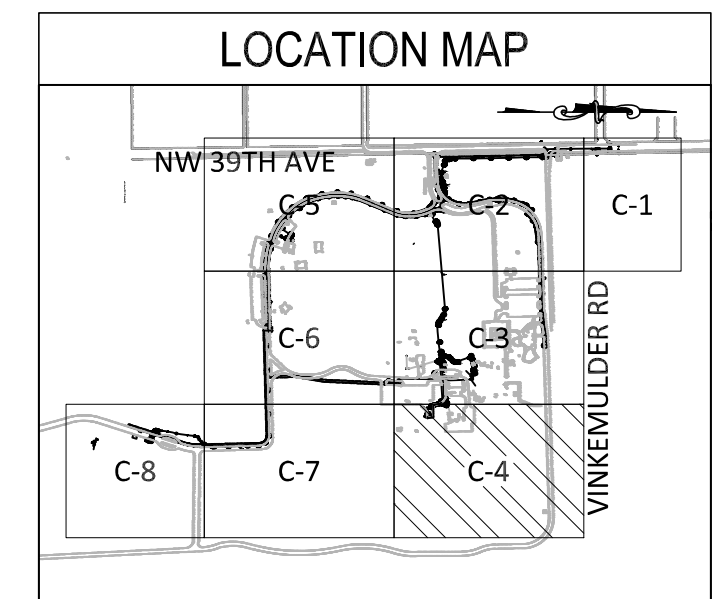 LOCATION MAP
NW 39TH AVE
C-5
C-2
C-1
C-6
C-3
VINKEMULDER RD
C-8
C-7
C-4